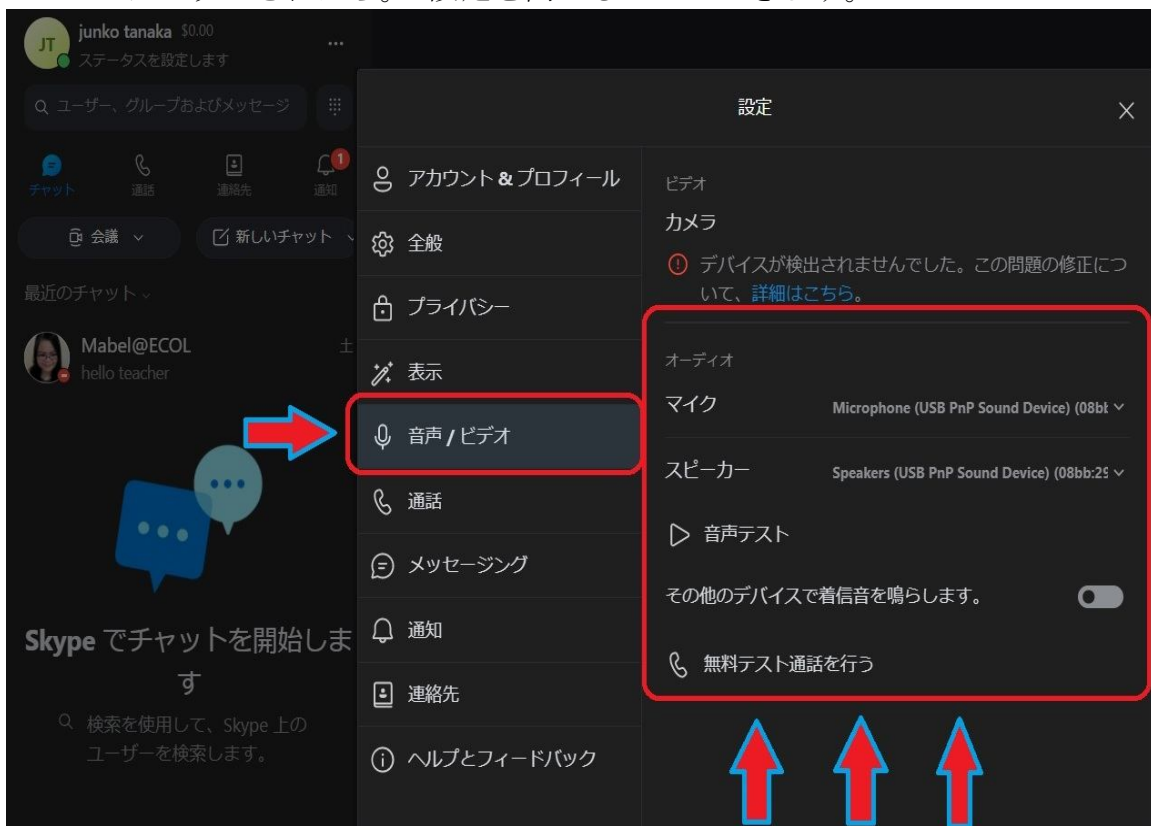 JT
junko tanaka $0.00
ステータスを設定します
ユーザー、グループおよびメッセージ
チャット
通話
連絡先
通知
1
会議
新しいチャット
最近のチャット
Mabel@ECOL
土
hello teacher
Skype でチャットを開始しま
す
検索を使用して、Skype 上の
ユーザーを検索します。
設定
アカウント & プロフィール
全般
プライバシー
表示
音声 / ビデオ
通話
メッセージング
通知
連絡先
ヘルプとフィードバック
ビデオ
カメラ
デバイスが検出されませんでした。この問題の修正につ
いて、詳細はこちら。
オーディオ
マイク
Microphone (USB PnP Sound Device) (08bb
スピーカー
Speakers (USB PnP Sound Device) (08bb:29
音声テスト
その他のデバイスで着信音を鳴らします。
無料テスト通話を行う